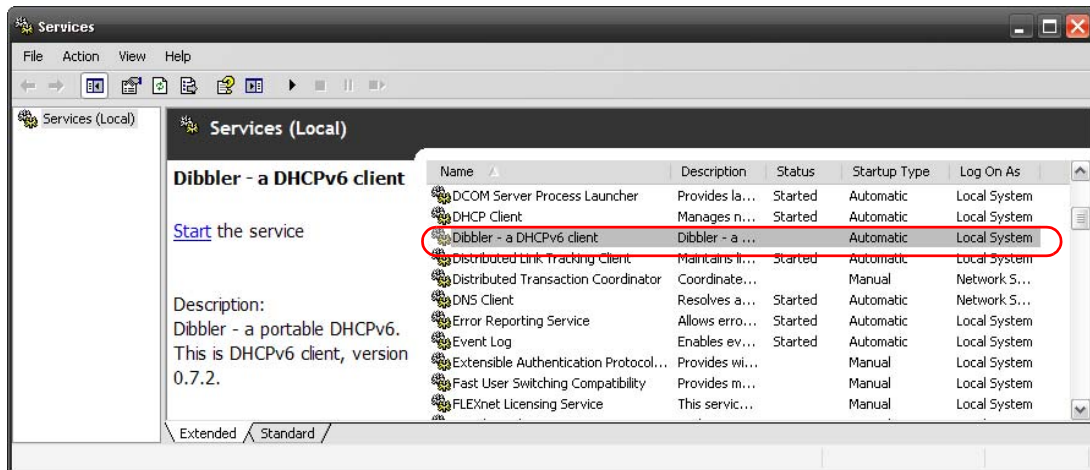 Services
File Action View Help
Services (Local)
Services (Local)
Dibbler - a DHCPv6 client
Start the service
Description:
Dibbler - a portable DHCPv6.
This is DHCPv6 client, version
0.7.2.
Name Description Status Startup Type Log On As
DCOM Server Process Launcher Provides la... Started Automatic Local System
DHCP Client Manages n... Started Automatic Local System
Dibbler - a DHCPv6 client Dibbler - a ... Automatic Local System
Distributed Link Tracking Client Maintains li... Started Automatic Local System
Distributed Transaction Coordinator Coordinate... Manual Network S...
DNS Client Resolves a... Started Automatic Network S...
Error Reporting Service Allows erro... Started Automatic Local System
Event Log Enables ev... Started Automatic Local System
Extensible Authentication Protocol... Provides wi... Manual Local System
Fast User Switching Compatibility Provides m... Manual Local System
FLEXnet Licensing Service This servic... Manual Local System
Extended Standard